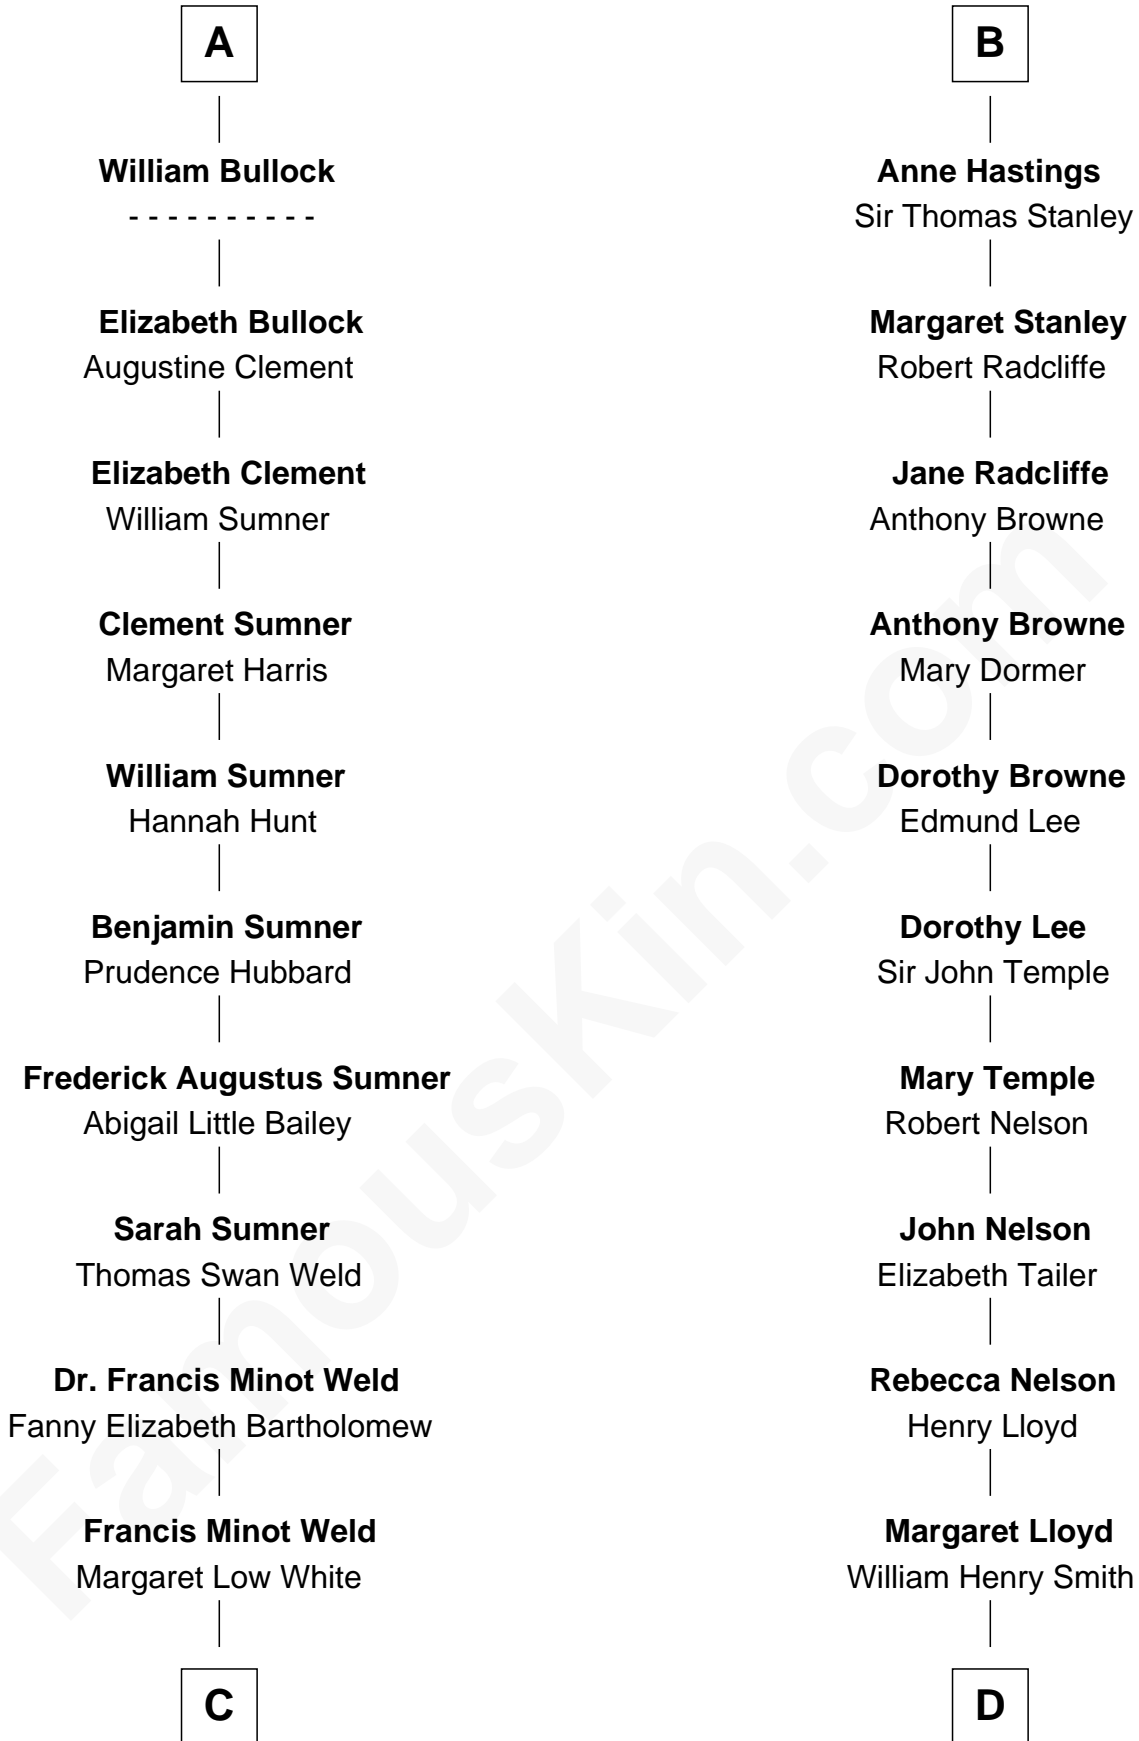 A
William Bullock
- - - - - - - - - -
Elizabeth Bullock
Augustine Clement
Elizabeth Clement
William Sumner
Clement Sumner
Margaret Harris
William Sumner
Hannah Hunt
Benjamin Sumner
Prudence Hubbard
Frederick Augustus Sumner
Abigail Little Bailey
Sarah Sumner
Thomas Swan Weld
Dr. Francis Minot Weld
Fanny Elizabeth Bartholomew
Francis Minot Weld
Margaret Low White
C
B
Anne Hastings
Sir Thomas Stanley
Margaret Stanley
Robert Radcliffe
Jane Radcliffe
Anthony Browne
Anthony Browne
Mary Dormer
Dorothy Browne
Edmund Lee
Dorothy Lee
Sir John Temple
Mary Temple
Robert Nelson
John Nelson
Elizabeth Tailer
Rebecca Nelson
Henry Lloyd
Margaret Lloyd
William Henry Smith
D
FamousKin.com